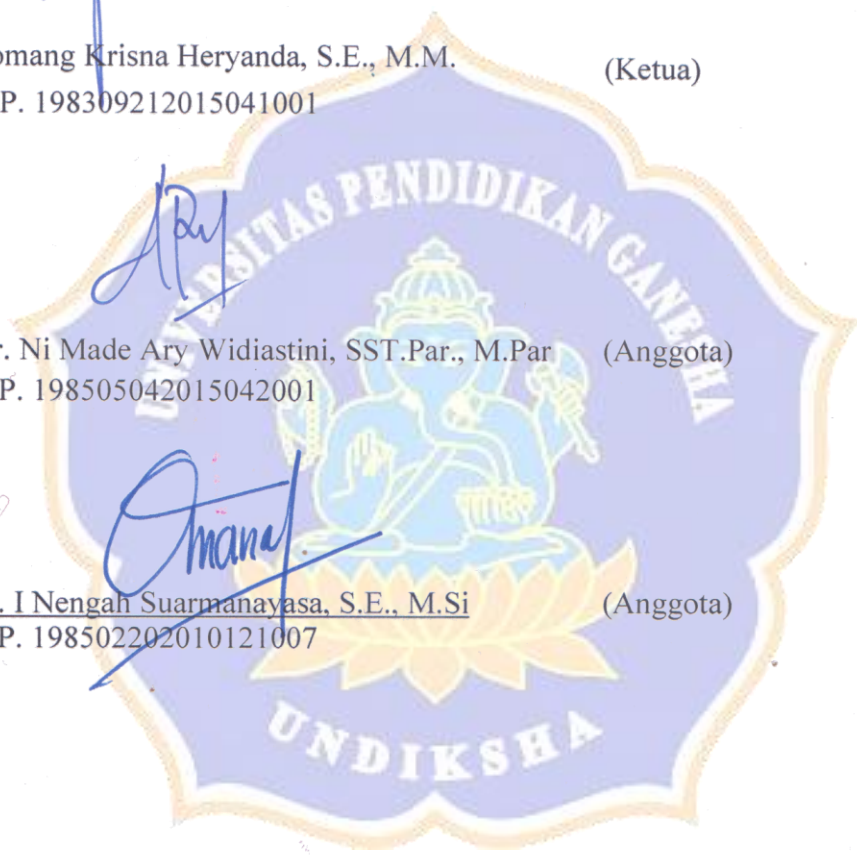 omang Krisna Heryanda, S.E., M.M. (Ketua)
P. 198309212015041001
UNIVERSITAS PENDIDIKAN GANESHA
r. Ni Made Ary Widiastini, SST.Par., M.Par (Anggota)
P. 198505042015042001
. I Nengah Suarmanayasa, S.E., M.Si (Anggota)
P. 198502202010121007
UNDIKSHA